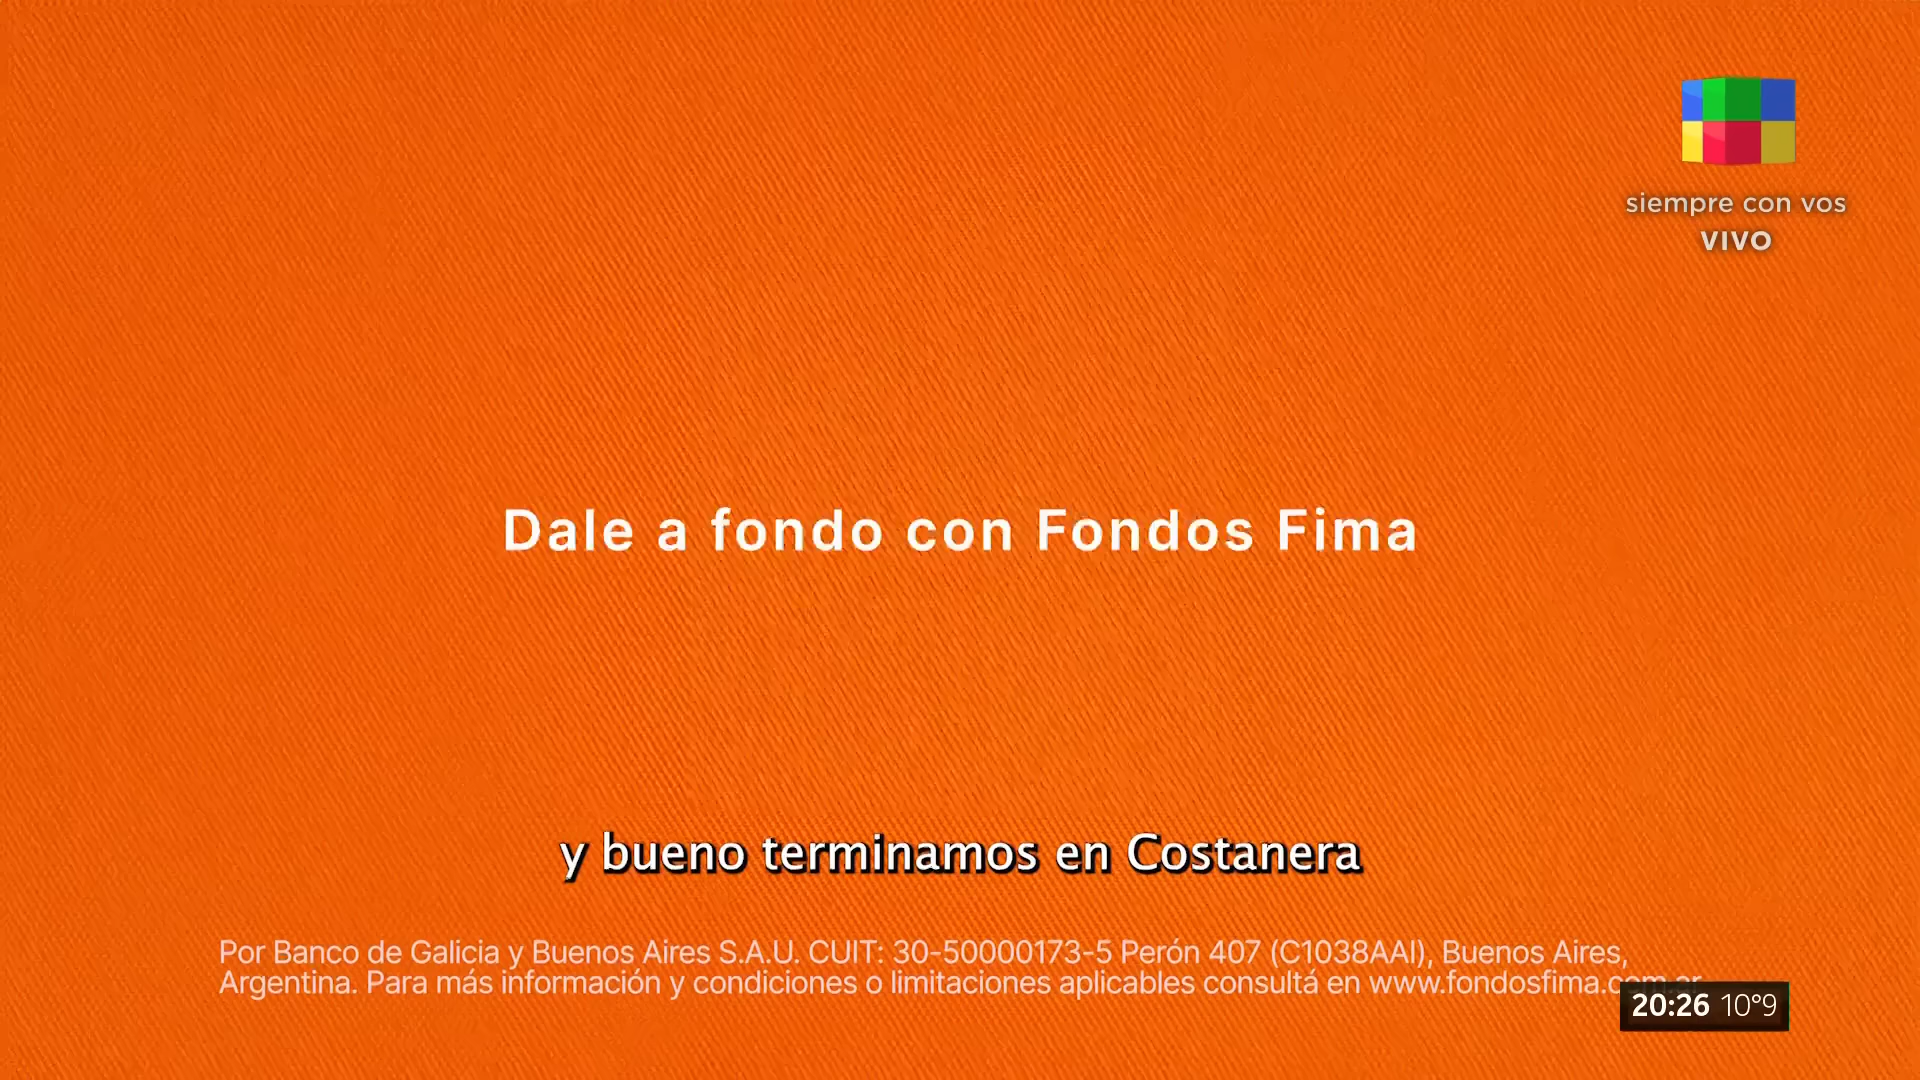 siempre con vos
VIVO
Dale a fondo con Fondos Fima
y bueno terminamos en Costanera
Por Banco de Galicia y Buenos Aires S.A.U. CUIT: 30-50000173-5 Perón 407 (C1038AAI), Buenos Aires,
Argentina. Para más información y condiciones o limitaciones aplicables consultá en www.fondosfima.com.ar
20:26 10°9